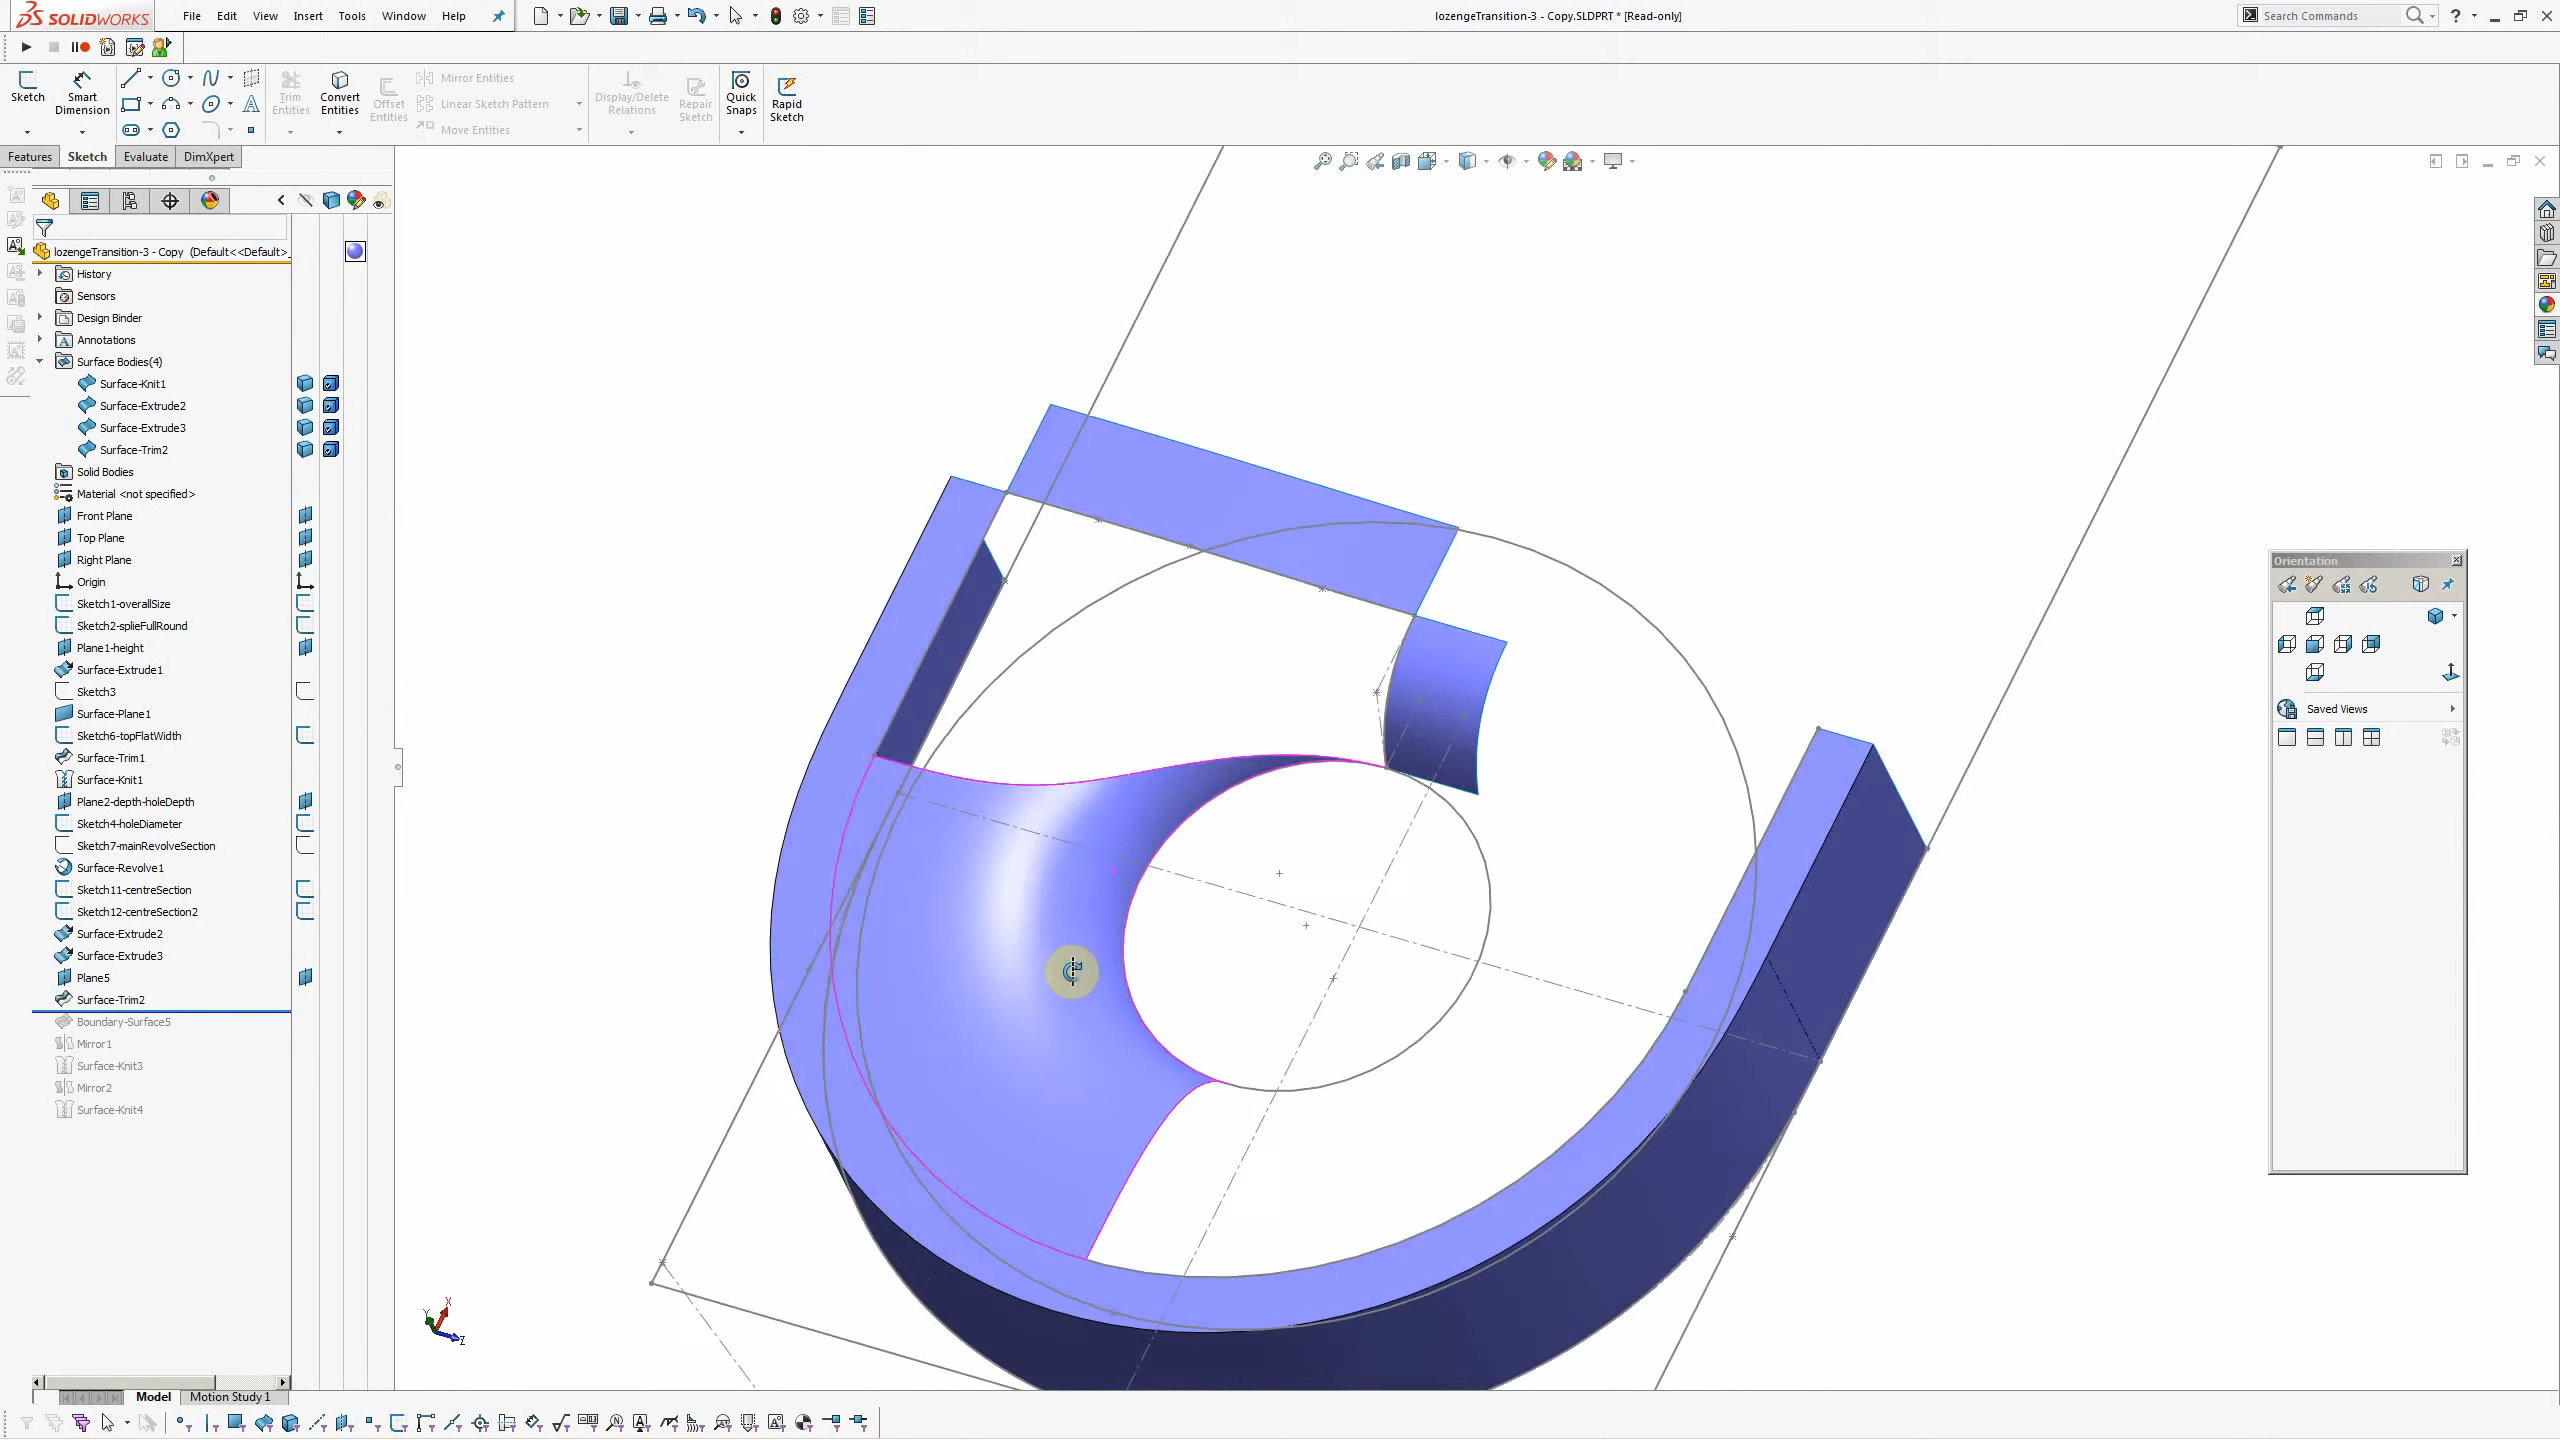 SOLIDWORKS File Edit View Insert Tools Window Help lozengeTransition-3 - Copy.SLDPRT * [Read-only] Search Commands
Sketch Smart Dimension Trim Entities Convert Entities Offset Entities Mirror Entities Linear Sketch Pattern Move Entities Display/Delete Relations Repair Sketch Quick Snaps Rapid Sketch
Features Sketch Evaluate DimXpert
lozengeTransition-3 - Copy (Default<<Default>_
History
Sensors
Design Binder
Annotations
Surface Bodies(4)
Surface-Knit1
Surface-Extrude2
Surface-Extrude3
Surface-Trim2
Solid Bodies
Material <not specified>
Front Plane
Top Plane
Right Plane
Origin
Sketch1-overallSize
Sketch2-splieFullRound
Plane1-height
Surface-Extrude1
Sketch3
Surface-Plane1
Sketch6-topFlatWidth
Surface-Trim1
Surface-Knit1
Plane2-depth-holeDepth
Sketch4-holeDiameter
Sketch7-mainRevolveSection
Surface-Revolve1
Sketch11-centreSection
Sketch12-centreSection2
Surface-Extrude2
Surface-Extrude3
Plane5
Surface-Trim2
Boundary-Surface5
Mirror1
Surface-Knit3
Mirror2
Surface-Knit4
Orientation
Saved Views
X
Y
Z
Model Motion Study 1